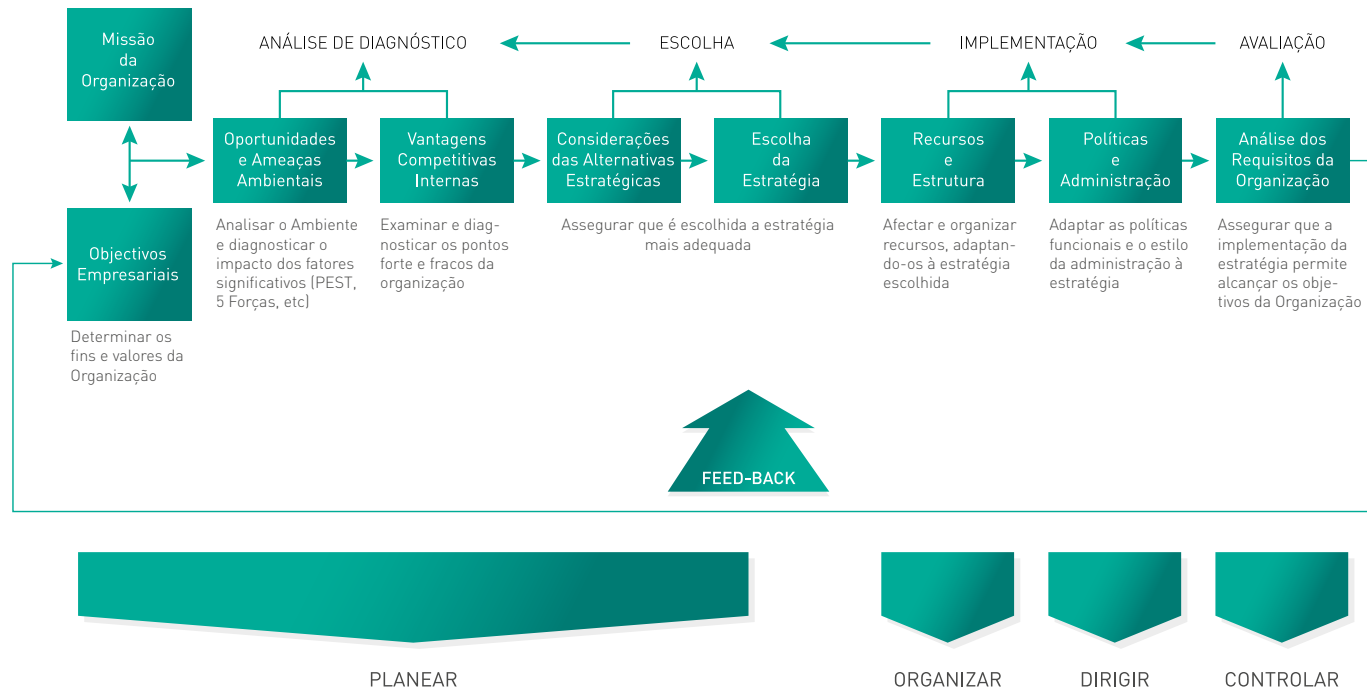 Missão
da
Organização
ANÁLISE DE DIAGNÓSTICO
ESCOLHA
IMPLEMENTAÇÃO
AVALIAÇÃO
Oportunidades
e Ameaças
Ambientais
Vantagens
Competitivas
Internas
Considerações
das Alternativas
Estratégicas
Escolha
da
Estratégia
Recursos
e
Estrutura
Políticas
e
Administração
Análise dos
Requisitos da
Organização
Objectivos
Empresariais
Analisar o Ambiente
e diagnosticar o
impacto dos fatores
significativos (PEST,
5 Forças, etc)
Examinar e diag-
nosticar os pontos
forte e fracos da
organização
Assegurar que é escolhida a estratégia
mais adequada
Afectar e organizar
recursos, adaptan-
do-os à estratégia
escolhida
Adaptar as políticas
funcionais e o estilo
da administração à
estratégia
Assegurar que a
implementação da
estratégia permite
alcançar os obje-
tivos da Organização
Determinar os
fins e valores da
Organização
FEED-BACK
PLANEAR
ORGANIZAR
DIRIGIR
CONTROLAR